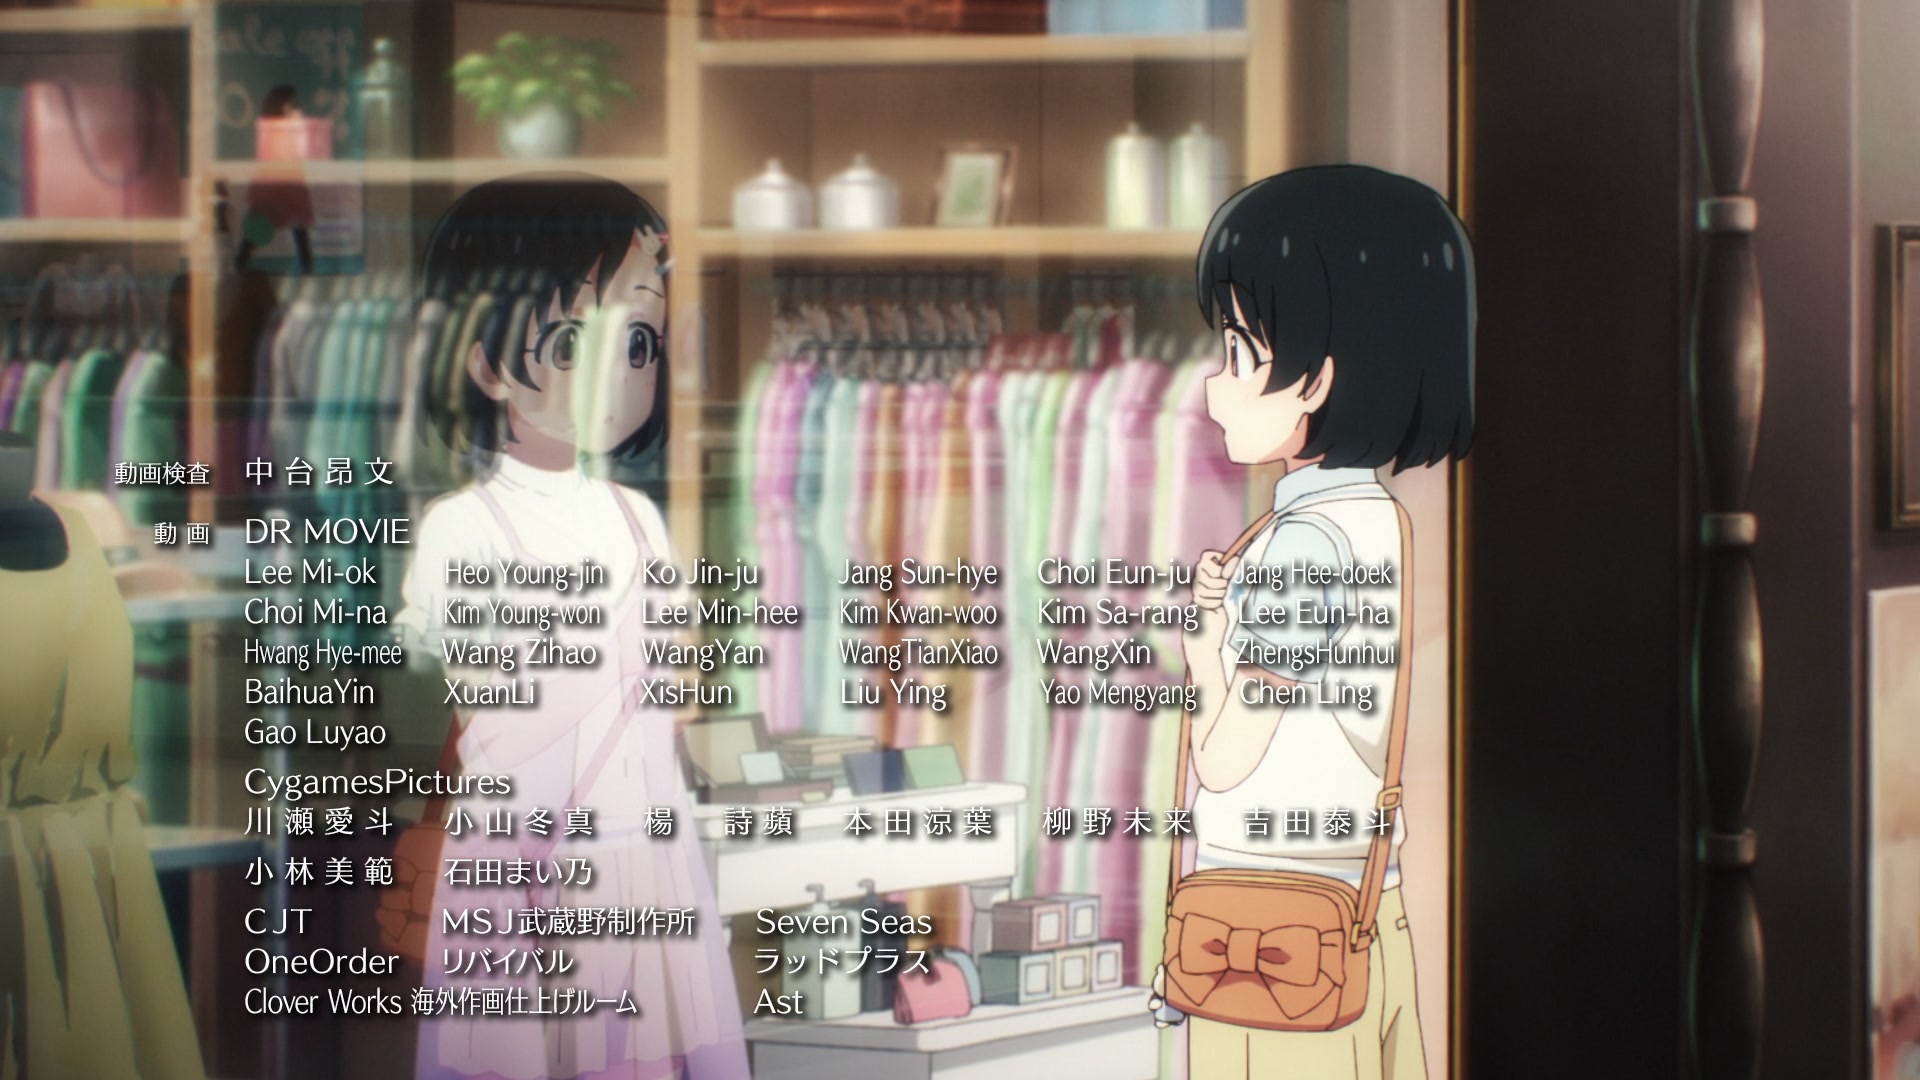 ale off
動画検査 中台昂文
動画 DR MOVIE
Lee Mi-ok Heo Young-jin Ko Jin-ju Jang Sun-hye Choi Eun-ju Jang Hee-doek
Choi Mi-na Kim Young-won Lee Min-hee Kim Kwan-woo Kim Sa-rang Lee Eun-ha
Hwang Hye-mee Wang Zihao WangYan WangTianXiao WangXin ZhengsHunhui
BaihuaYin XuanLi XisHun Liu Ying Yao Mengyang Chen Ling
Gao Luyao
CygamesPictures
川瀬愛斗 小山冬真 楊 詩蘋 本田涼葉 柳野未来 吉田泰斗
小林美範 石田まい乃
CJT MSJ武蔵野制作所 Seven Seas
OneOrder リバイバル ラッドプラス
Clover Works 海外作画仕上げルーム Ast